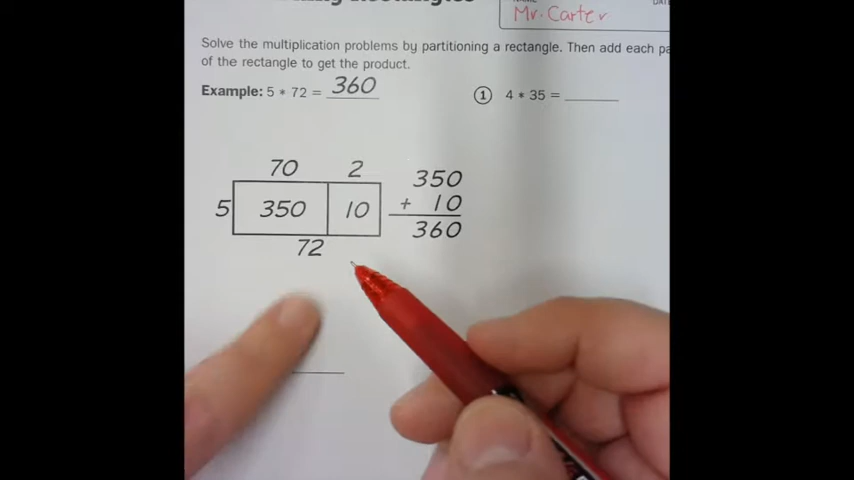 Mr. Carter
Solve the multiplication problems by partitioning a rectangle. Then add each
of the rectangle to get the product.
Example: 5 * 72 = 360
1 4 * 35 =
70 2
5 350 10
72
350
+ 10
360